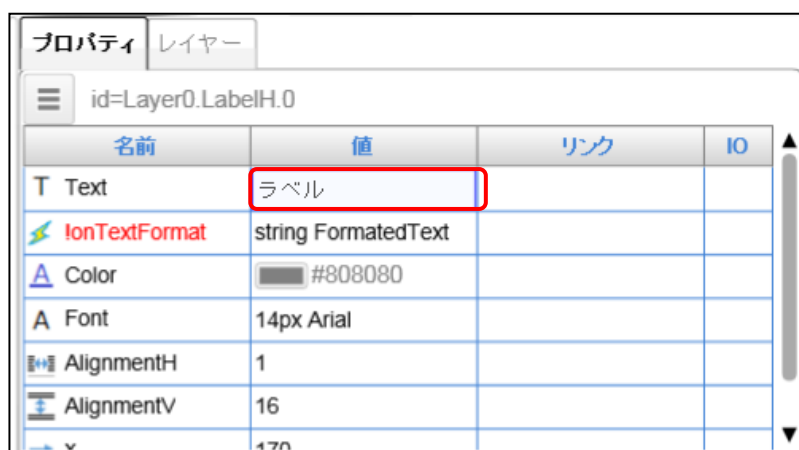 プロパティ レイヤー
id=Layer0.LabelH.0
名前 値 リンク IO
T Text ラベル
!onTextFormat string FormatedText
A Color #808080
A Font 14px Arial
AlignmentH 1
AlignmentV 16
x 170